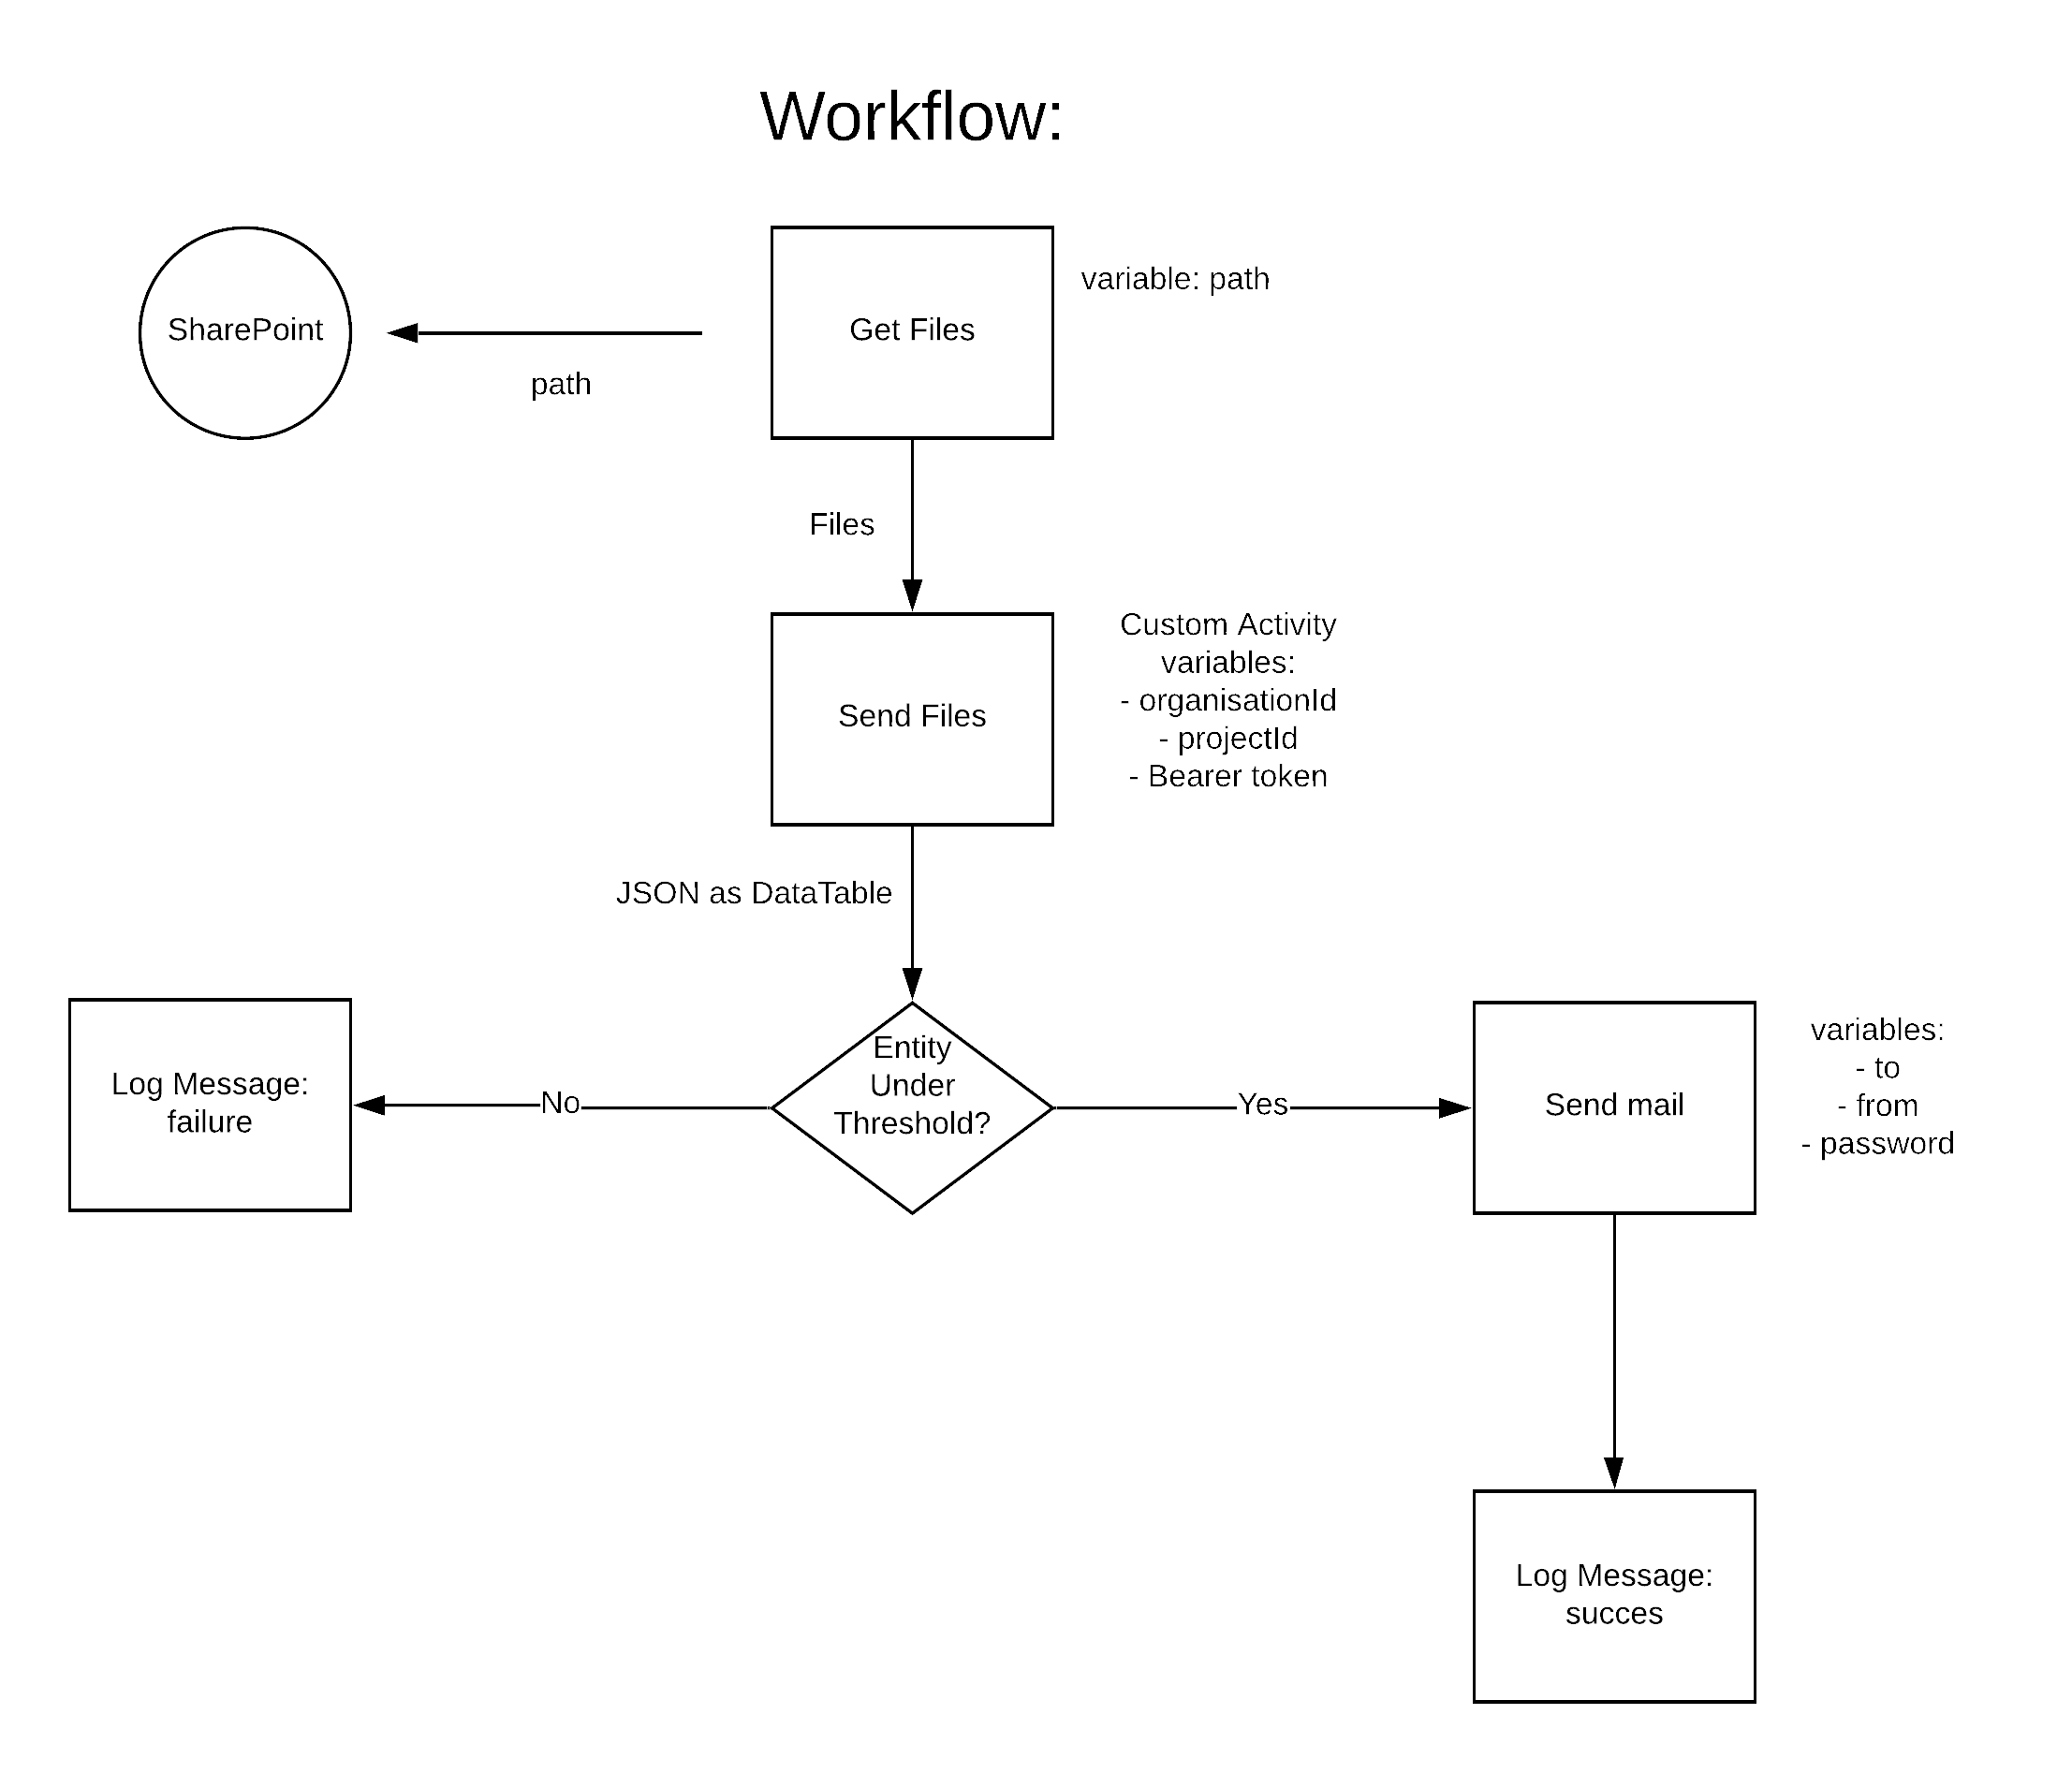 Workflow:
SharePoint
path
Get Files
variable: path
Files
Send Files
Custom Activity
variables:
- organisationId
- projectId
- Bearer token
JSON as DataTable
Log Message:
failure
No
Entity
Under
Threshold?
Yes
Send mail
variables:
- to
- from
- password
Log Message:
succes